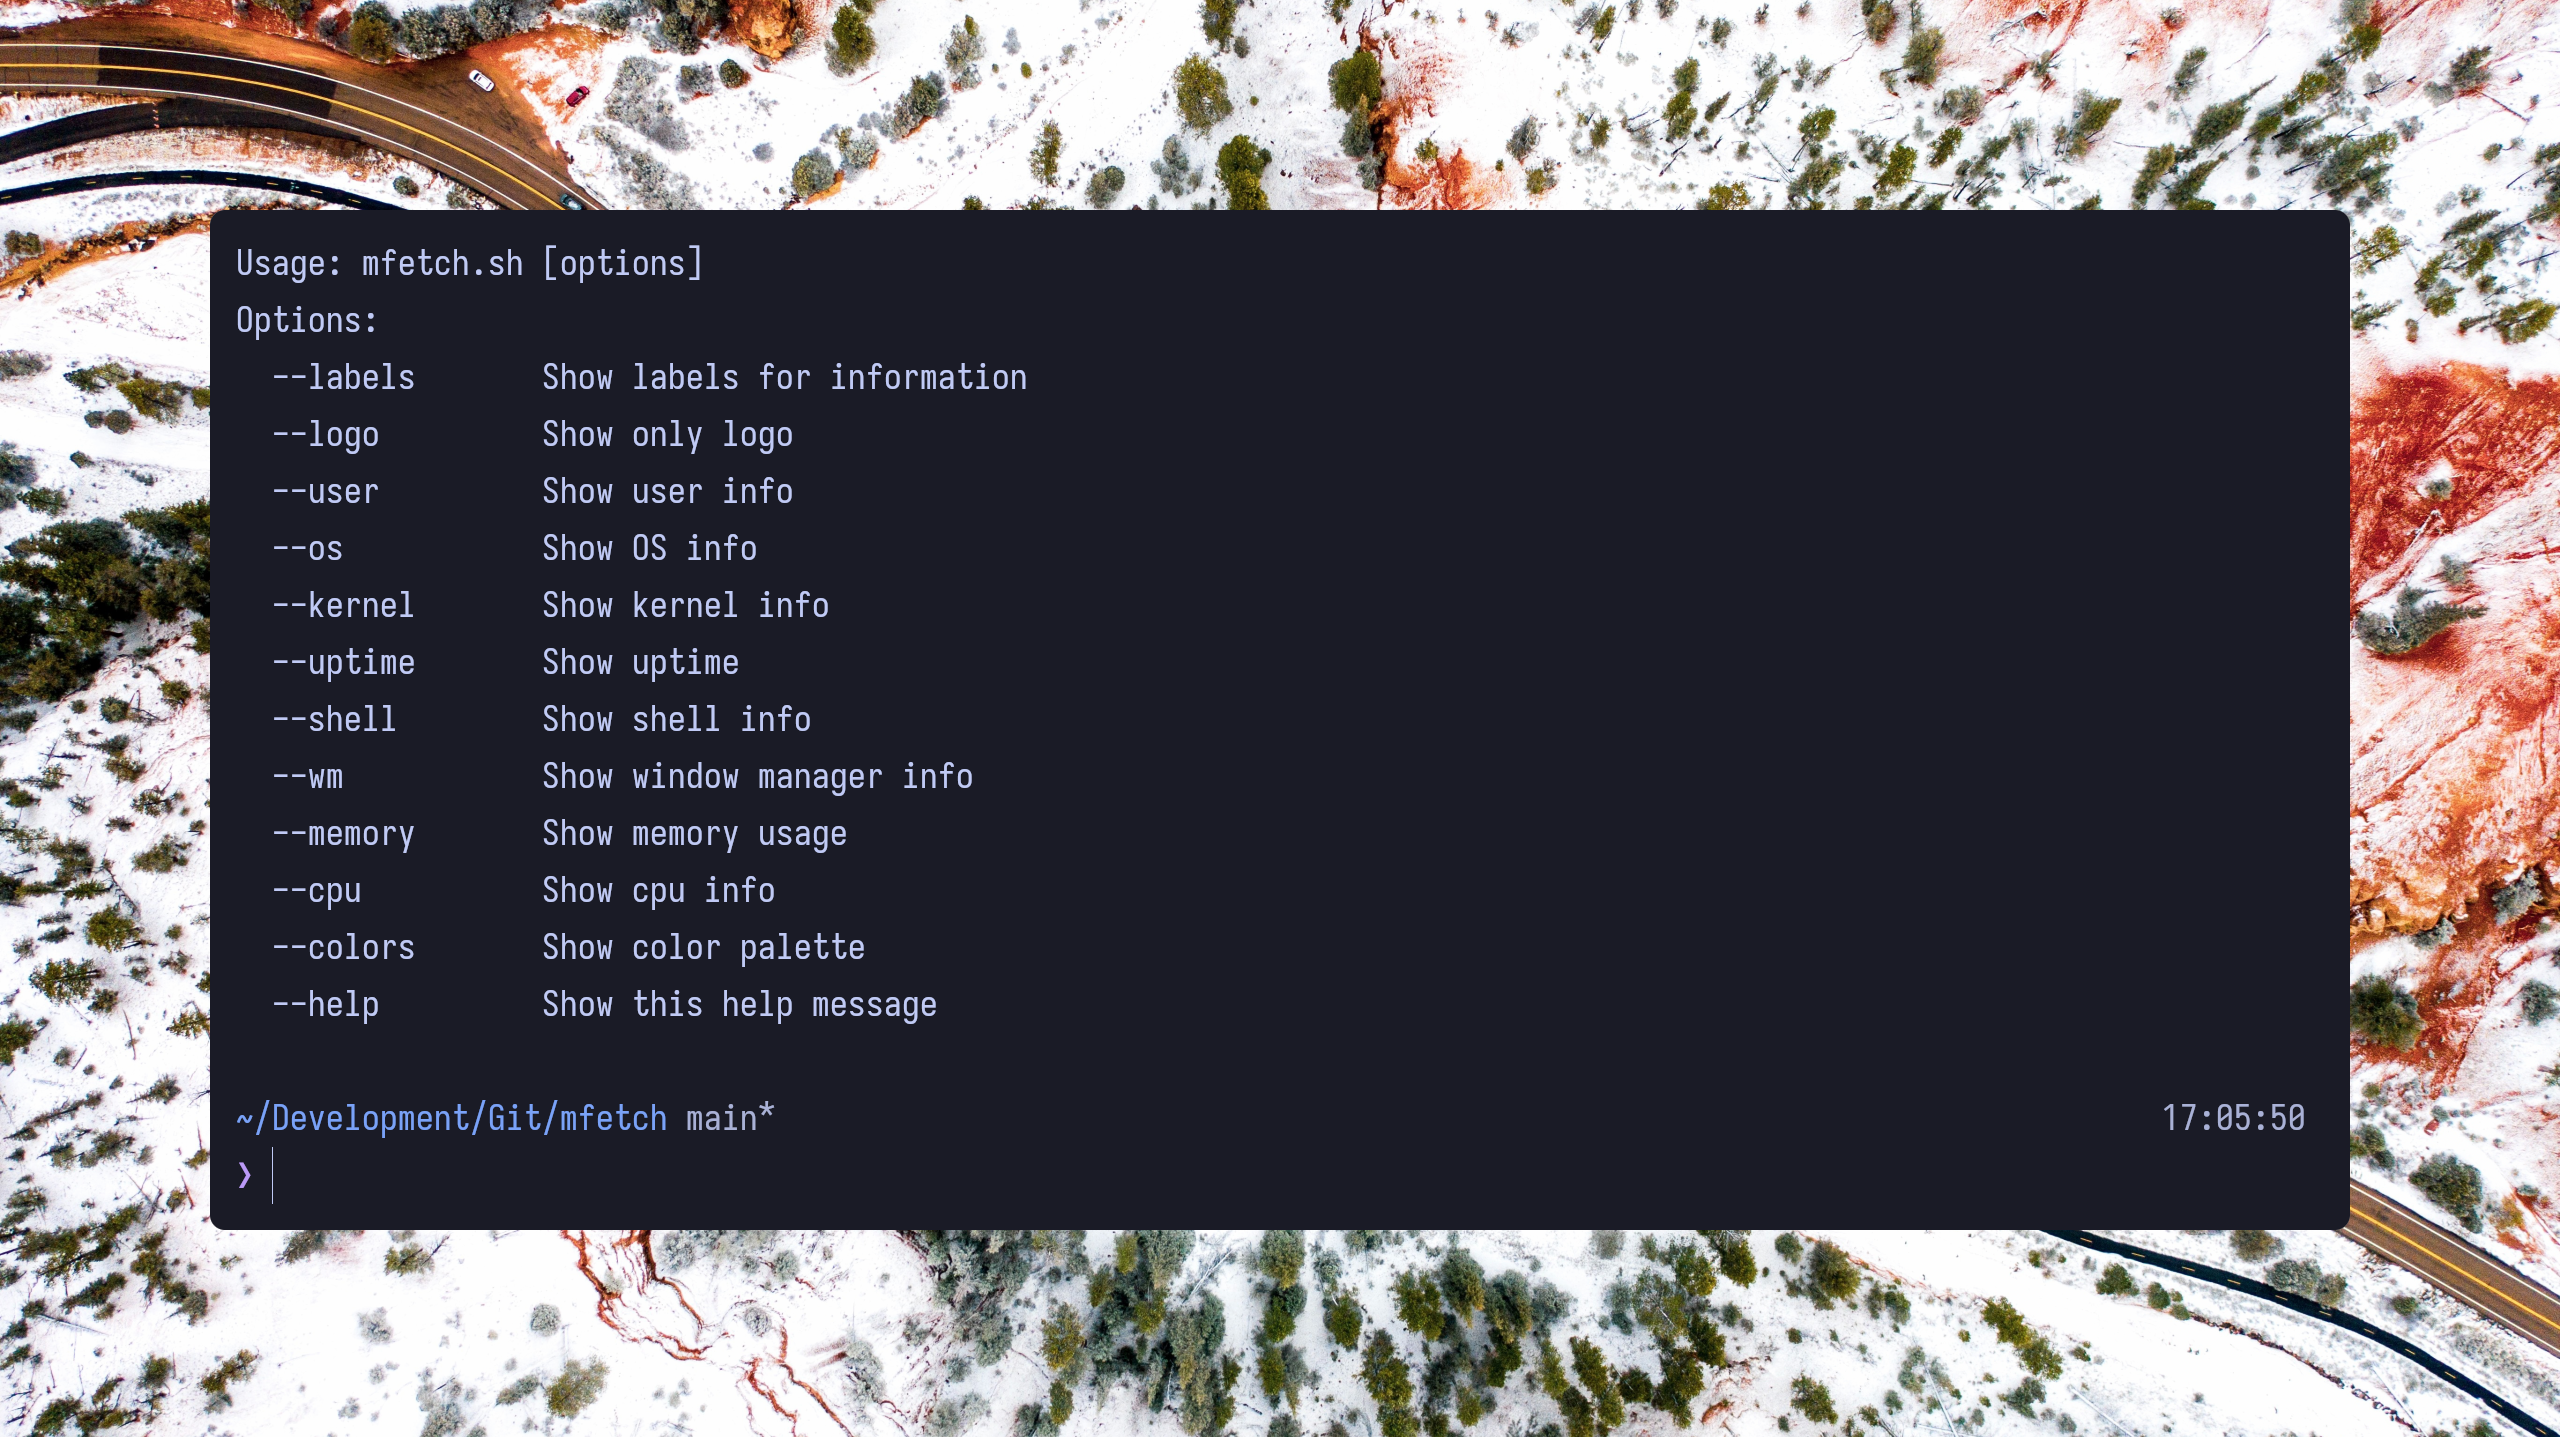 Usage: mfetch.sh [options]
Options:
  --labels       Show labels for information
  --logo         Show only logo
  --user         Show user info
  --os           Show OS info
  --kernel       Show kernel info
  --uptime       Show uptime
  --shell        Show shell info
  --wm           Show window manager info
  --memory       Show memory usage
  --cpu          Show cpu info
  --colors       Show color palette
  --help         Show this help message
~/Development/Git/mfetch main* 17:05:50
❯